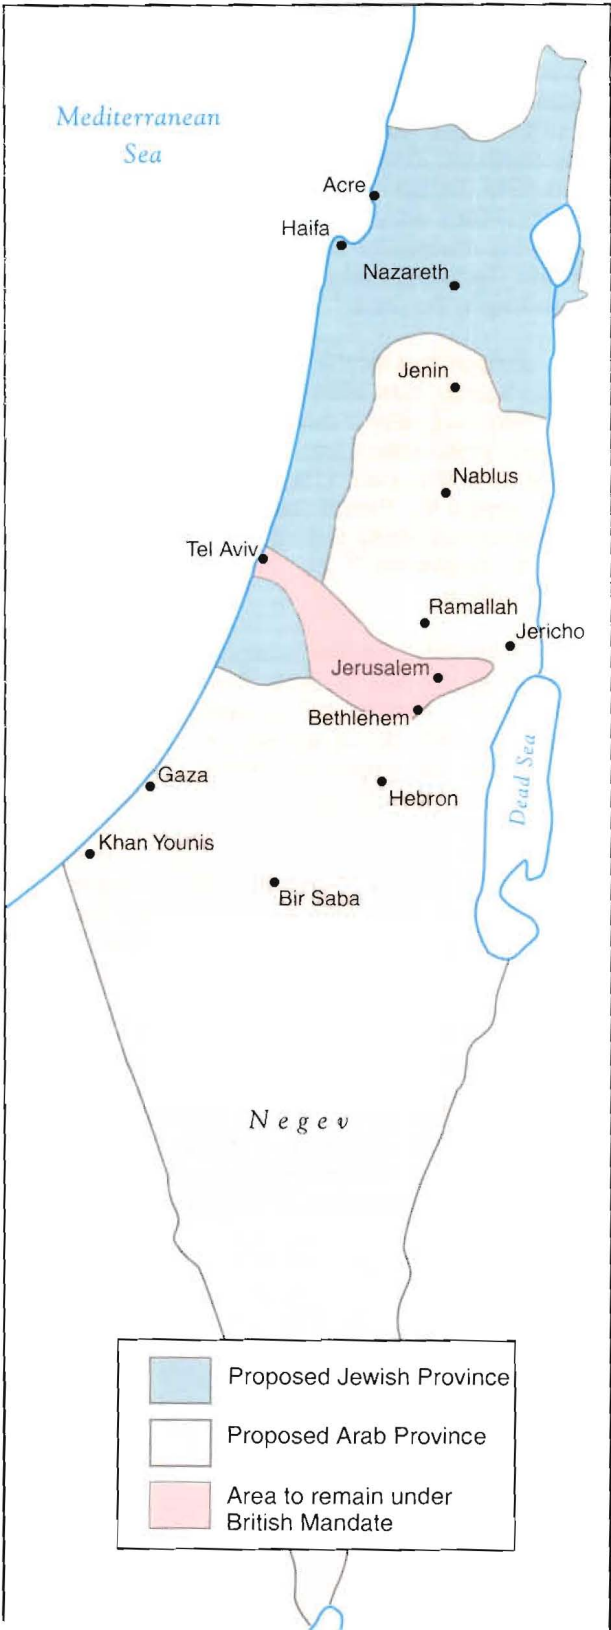 Mediterranean
Sea
Acre
Haifa
Nazareth
Jenin
Nablus
Tel Aviv
Ramallah
Jericho
Jerusalem
Bethlehem
Dead Sea
Gaza
Hebron
Khan Younis
Bir Saba
Negev
Proposed Jewish Province
Proposed Arab Province
Area to remain under
British Mandate